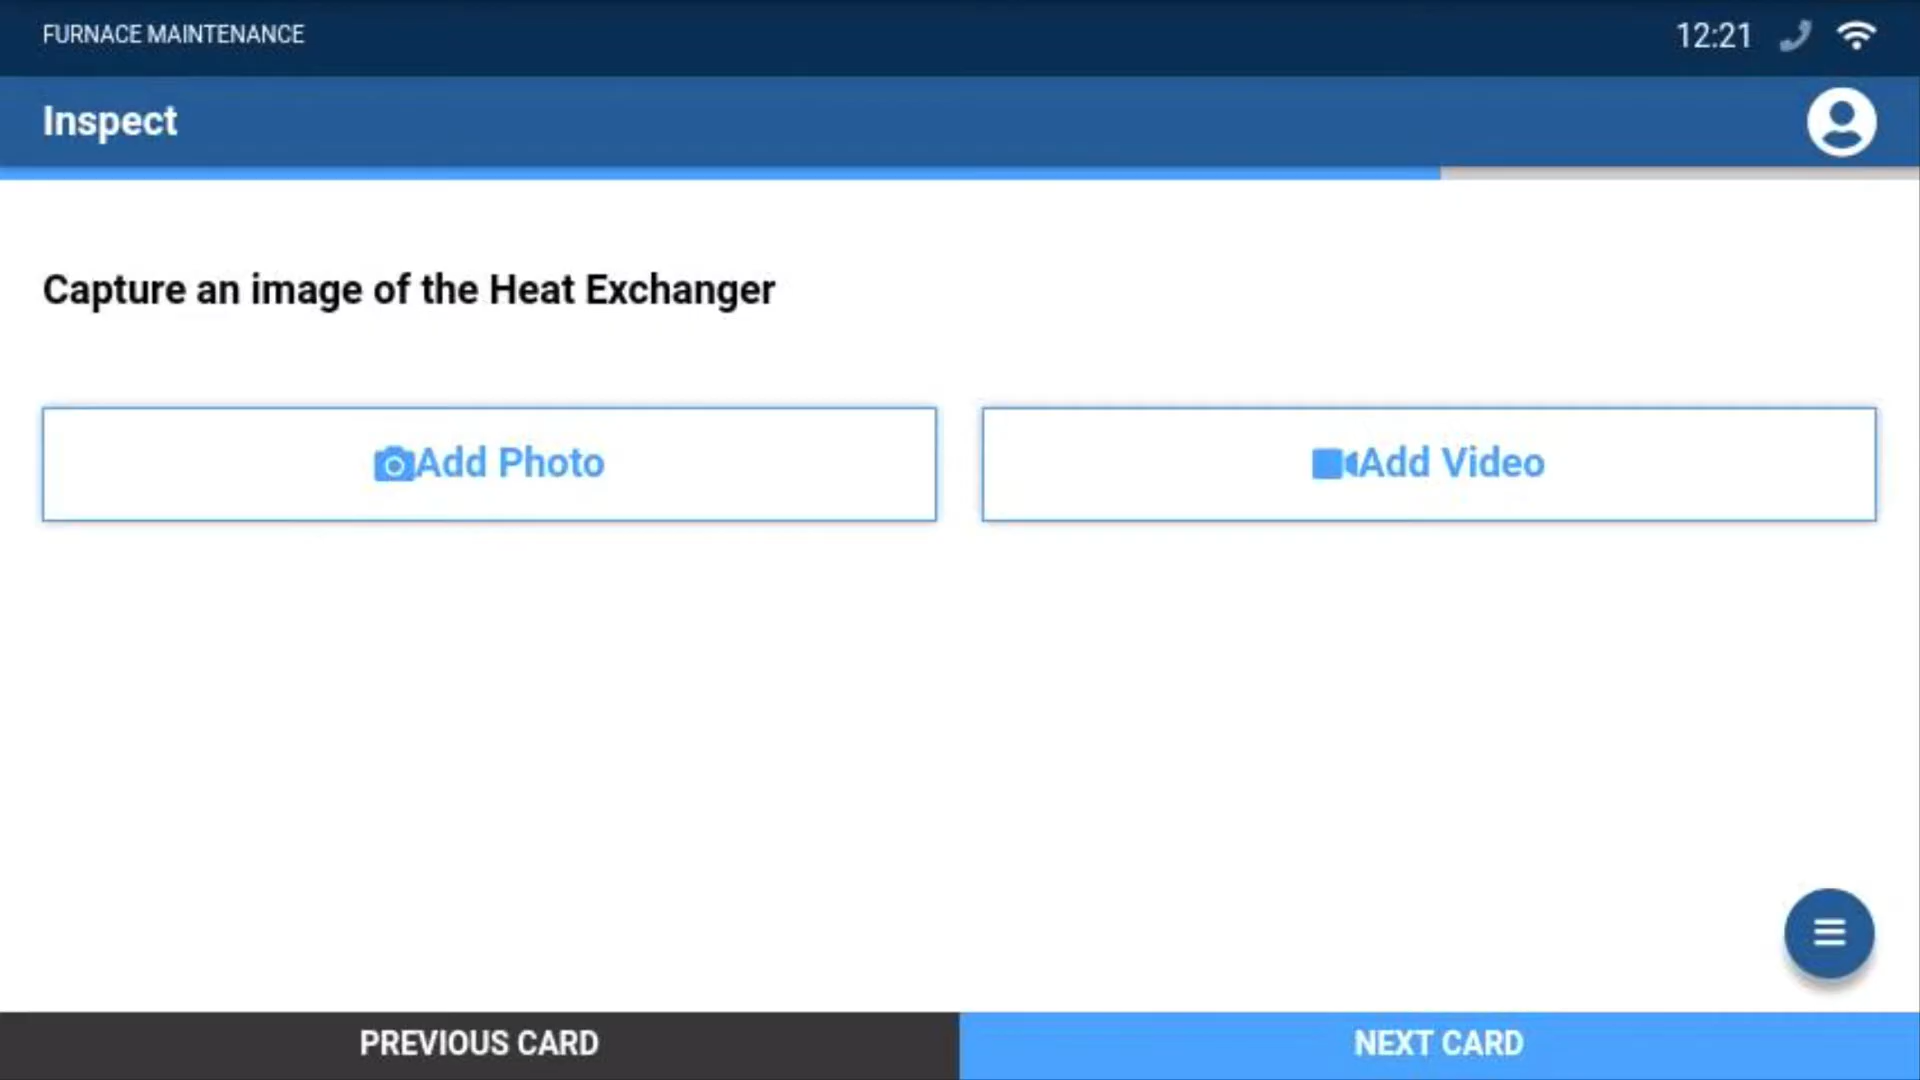 FURNACE MAINTENANCE
12:21
Inspect
Capture an image of the Heat Exchanger
Add Photo
Add Video
PREVIOUS CARD
NEXT CARD